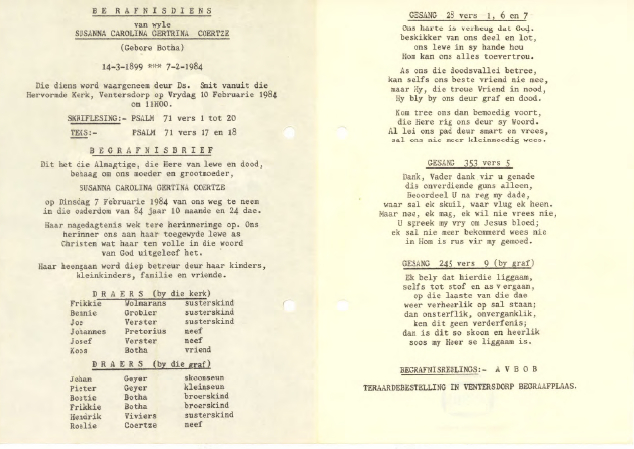 BEGRAFNISDIENS
van wyle
SUSANNA CAROLINA GERTRINA COERTZE
(Gebore Botha)
14-3-1899 *** 7-2-1984
Die diens word waargeneem deur Ds. Smit vanuit die
Hervormde Kerk, Ventersdorp op Vrydag 10 Februarie 1984
om 11H00.
SKRIFLESING:- PSALM 71 vers 1 tot 20
TEKS:- PSALM 71 vers 17 en 18
BEGRAFNISBRIEF
Dit het die Almagtige, die Here van lewe en dood,
behaag om ons moeder en grootmoeder,
SUSANNA CAROLINA GERTINA COERTZE
op Dinsdag 7 Februarie 1984 van ons weg te neem
in die ouderdom van 84 jaar 10 maande en 24 dae.
Haar nagedagtenis wek tere herinneringe op. Ons
herinner ons aan haar toegewyde lewe as
Christen wat haar ten volle in die woord
van God uitgeleef het.
Haar heengaan word diep betreur deur haar kinders,
kleinkinders, familie en vriende.
DRAERS (by die kerk)
Frikkie Wolmarans susterskind
Bennie Grobler susterskind
Jos Verster susterskind
Johannes Pretorius neef
Josef Verster neef
Koos Botha vriend
DRAERS (by die graf)
Johan Geyer skoonseun
Pieter Geyer kleinseun
Bostie Botha broerskind
Frikkie Botha broerskind
Hendrik Viviers susterskind
Roelie Coertze neef
GESANG 28 vers 1, 6 en 7
Ons harte is verheug dat God.
beskikker van ons deel en lot,
ons lewe in sy hande hou
Hom kan ons alles toevertrou.
As ons die doodsvallei betree,
kan selfs ons beste vriend nie mee,
maar Hy, die troue Vriend in nood,
Hy bly by ons deur graf en dood.
Kom tree ons dan bemoedig voort,
die Here rig ons deur sy Woord.
Al lei ons pad deur smart en vrees,
sal ons nie meer kleinmoedig wees.
GESANG 353 vers 5
Dank, Vader dank vir u genade
dis onverdiende guns alleen,
Beoordeel U na reg my dade,
waar sal ek skuil, waar vlug ek heen.
Maar nee, ek mag, ek wil nie vrees nie,
U spreek my vry om Jesus bloed;
ek sal nie meer bekommerd wees nie
in Hom is rus vir my gemoed.
GESANG 245 vers 9 (by graf)
Ek bely dat hierdie liggaam,
selfs tot stof en as vergaan,
op die laaste van die dae
weer verheerlik op sal staan;
dan onsterflik, onverganklik,
ken dit geen verderfenis;
dan is dit so skoon en heerlik
soos my Heer se liggaam is.
BEGRAFNISREËLINGS:- A V B O B
TERAARDEBESTELLING IN VENTERSDORP BEGRAAFPLAAS.